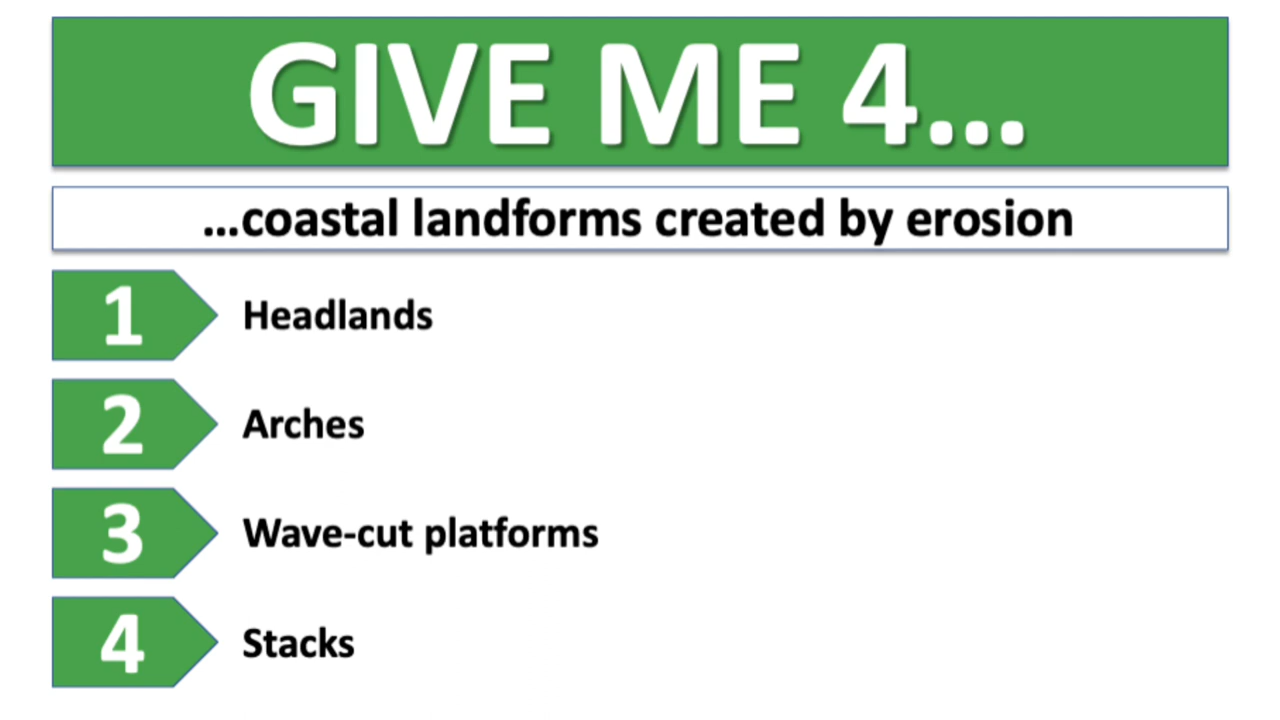 GIVE ME 4...
...coastal landforms created by erosion
1 Headlands
2 Arches
3 Wave-cut platforms
4 Stacks